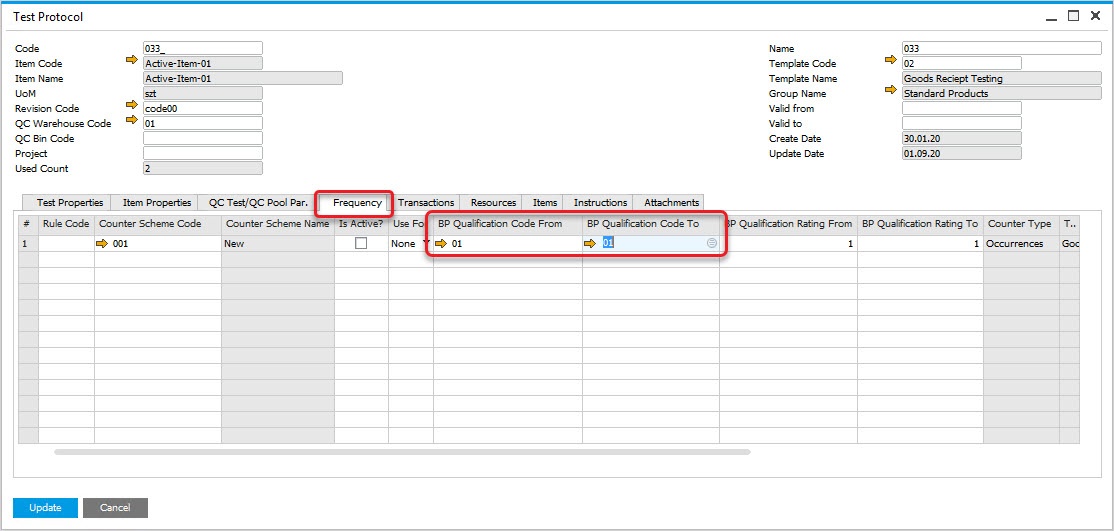 Test Protocol
Code 033_
Item Code Active-Item-01
Item Name Active-Item-01
UoM szt
Revision Code code00
QC Warehouse Code 01
QC Bin Code
Project
Used Count 2
Name 033
Template Code 02
Template Name Goods Reciept Testing
Group Name Standard Products
Valid from
Valid to
Create Date 30.01.20
Update Date 01.09.20
Test Properties Item Properties QC Test/QC Pool Par. Frequency Transactions Resources Items Instructions Attachments
# Rule Code Counter Scheme Code Counter Scheme Name Is Active? Use Fo BP Qualification Code From BP Qualification Code To BP Qualification Rating From BP Qualification Rating To Counter Type T..
1 001 New None 01 01 1 1 Occurrences Goo
Update Cancel